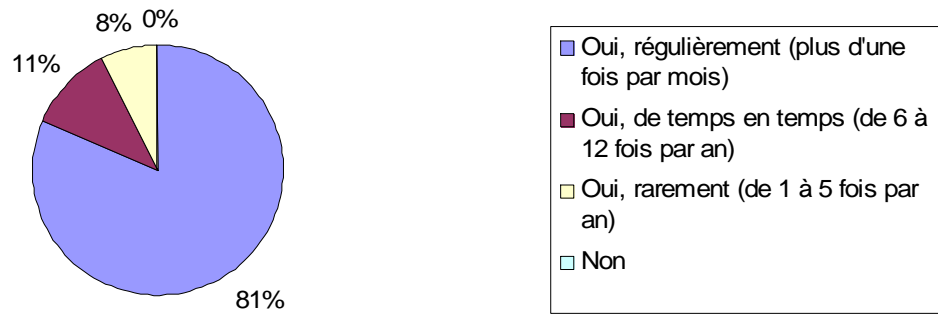 8% 0%
11%
81%
Oui, régulièrement (plus d'une
fois par mois)
Oui, de temps en temps (de 6 à
12 fois par an)
Oui, rarement (de 1 à 5 fois par
an)
Non